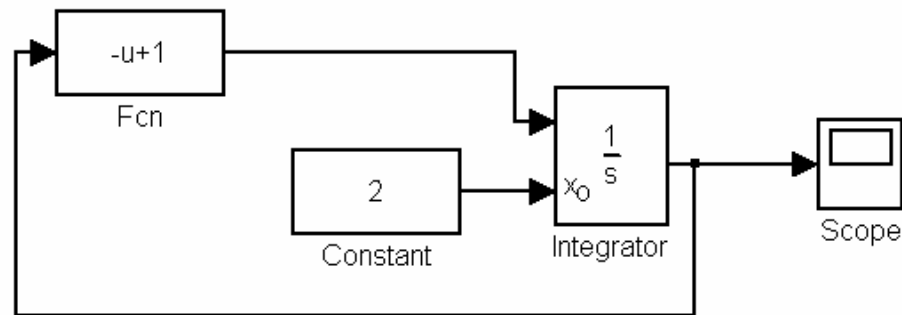 -u+1
Fcn
2
Constant
x0
1
s
Integrator
Scope